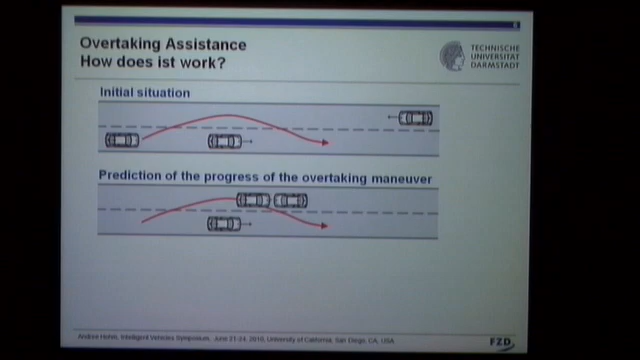 Overtaking Assistance
How does ist work?
TECHNISCHE
UNIVERSITÄT
DARMSTADT
Initial situation
Prediction of the progress of the overtaking maneuver
Andree Hohm, Intelligent Vehicles Symposium, June 21-24, 2010, University of California, San Diego, CA, USA
FZD